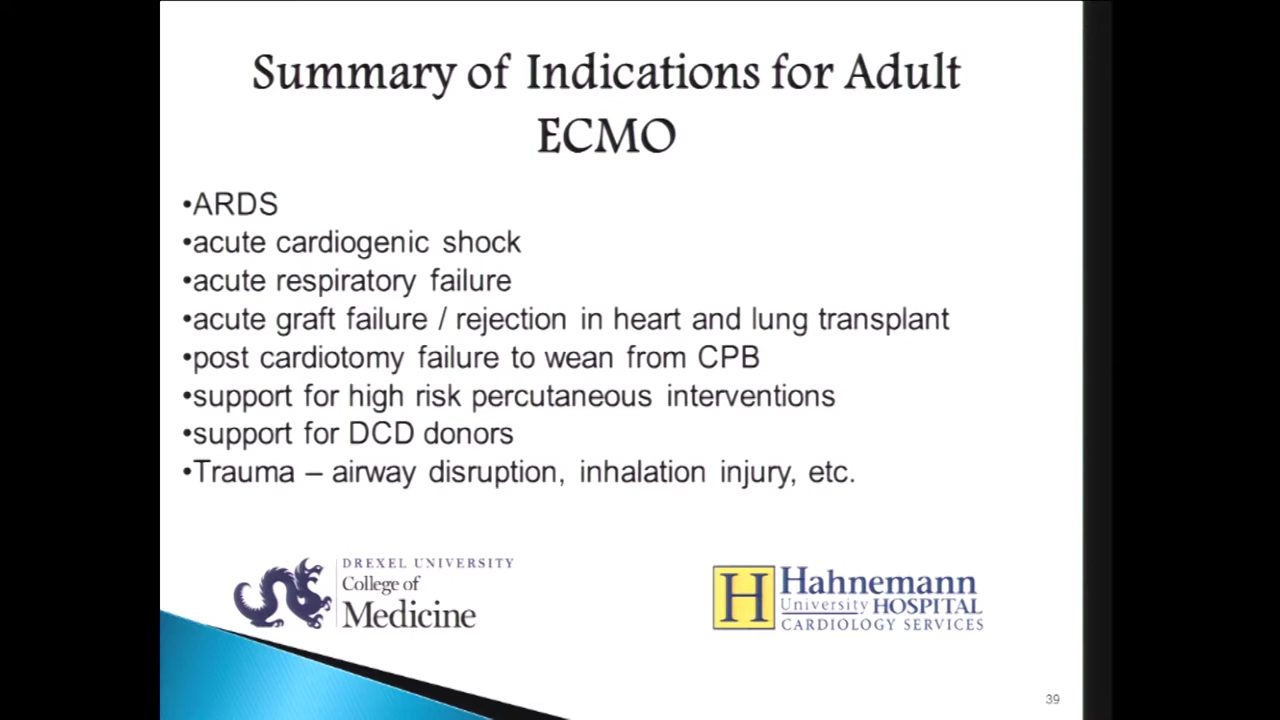 Summary of Indications for Adult
ECMO
•ARDS
•acute cardiogenic shock
•acute respiratory failure
•acute graft failure / rejection in heart and lung transplant
•post cardiotomy failure to wean from CPB
•support for high risk percutaneous interventions
•support for DCD donors
•Trauma – airway disruption, inhalation injury, etc.
DREXEL UNIVERSITY
College of
Medicine
H
Hahnemann
University HOSPITAL
CARDIOLOGY SERVICES
39